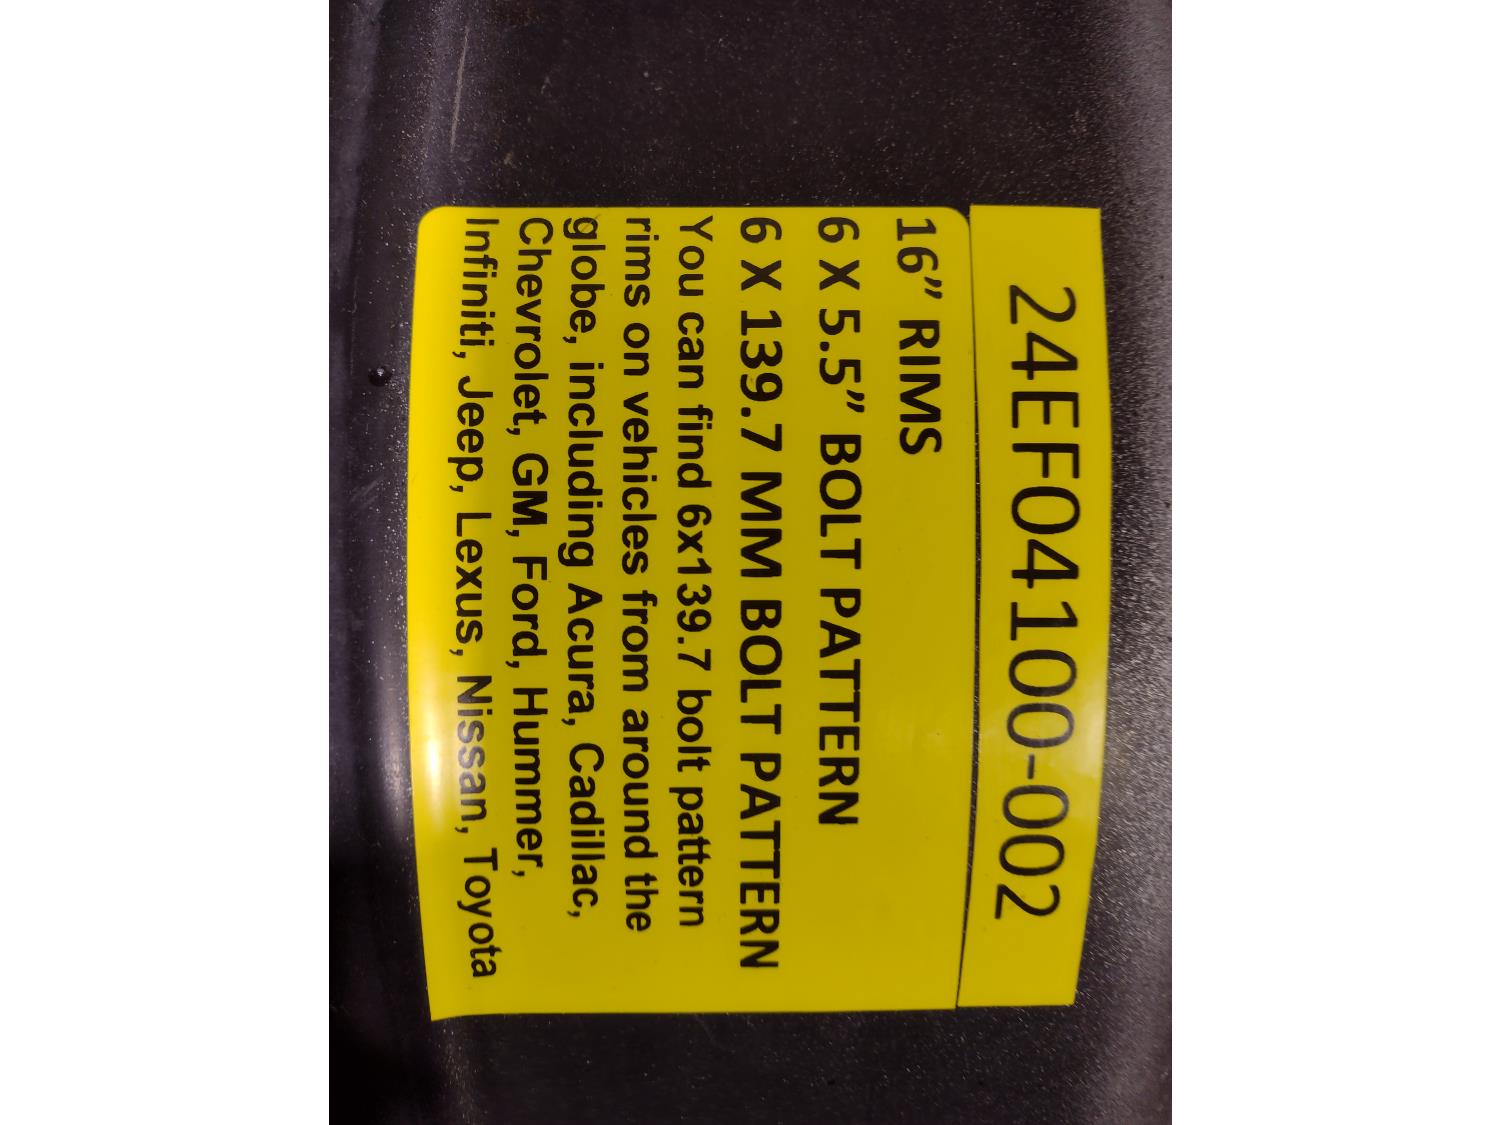 24EF04100-002
16” RIMS
6 X 5.5” BOLT PATTERN
6 X 139.7 MM BOLT PATTERN
You can find 6x139.7 bolt pattern
rims on vehicles from around the
globe, including Acura, Cadillac,
Chevrolet, GM, Ford, Hummer,
Infiniti, Jeep, Lexus, Nissan, Toyota